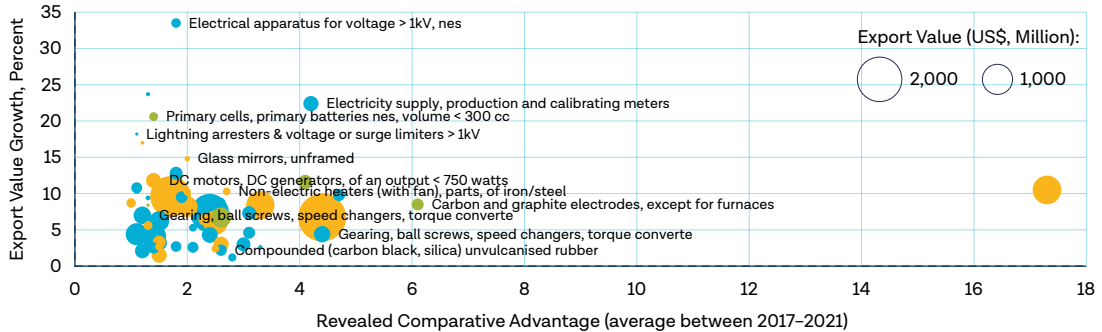 Export Value Growth, Percent
35
30
25
20
15
10
5
0
Electrical apparatus for voltage > 1kV, nes
Export Value (US$, Million):
2,000
1,000
Electricity supply, production and calibrating meters
Primary cells, primary batteries nes, volume < 300 cc
Lightning arresters & voltage or surge limiters > 1kV
Glass mirrors, unframed
DC motors, DC generators, of an output < 750 watts
Non-electric heaters (with fan), parts, of iron/steel
Carbon and graphite electrodes, except for furnaces
Gearing, ball screws, speed changers, torque converte
Gearing, ball screws, speed changers, torque converte
Compounded (carbon black, silica) unvulcanised rubber
0 2 4 6 8 10 12 14 16 18
Revealed Comparative Advantage (average between 2017–2021)